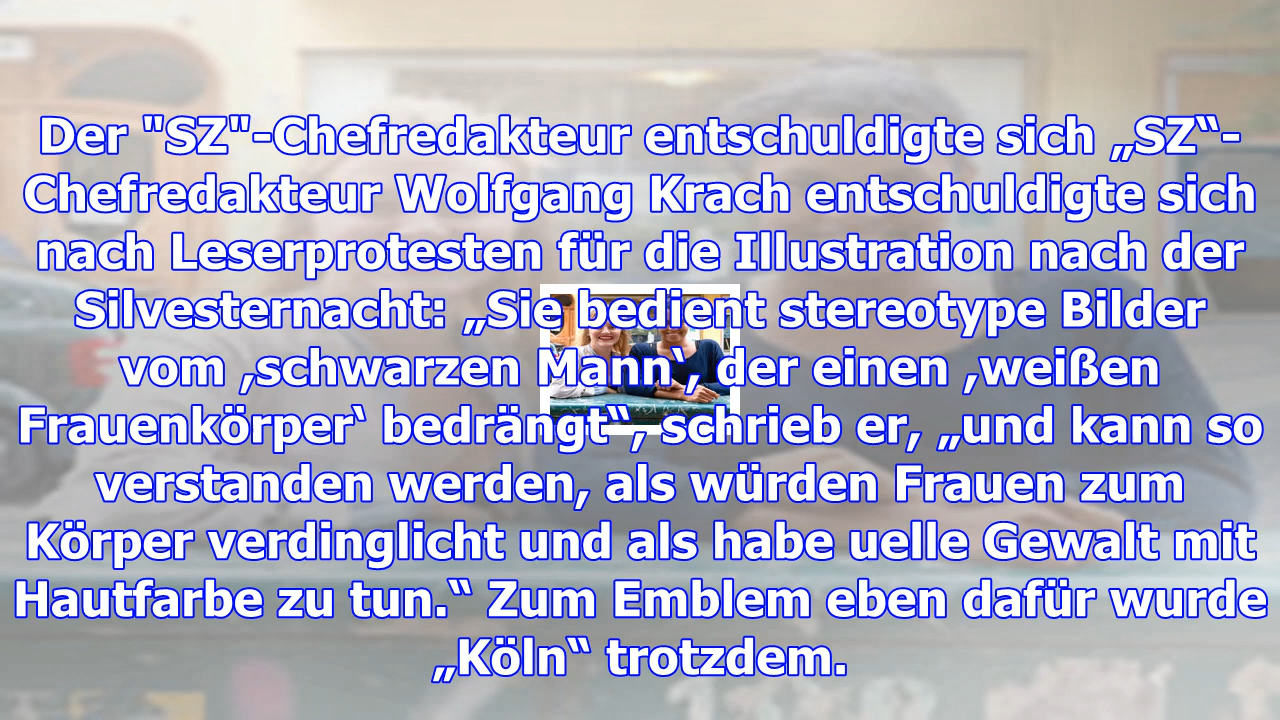 Der "SZ"-Chefredakteur entschuldigte sich „SZ“-
Chefredakteur Wolfgang Krach entschuldigte sich
nach Leserprotesten für die Illustration nach der
Silvesternacht: „Sie bedient stereotype Bilder
vom ‚schwarzen Mann‘, der einen ‚weißen
Frauenkörper‘ bedrängt“, schrieb er, „und kann so
verstanden werden, als würden Frauen zum
Körper verdinglicht und als habe uelle Gewalt mit
Hautfarbe zu tun.“ Zum Emblem eben dafür wurde
„Köln“ trotzdem.